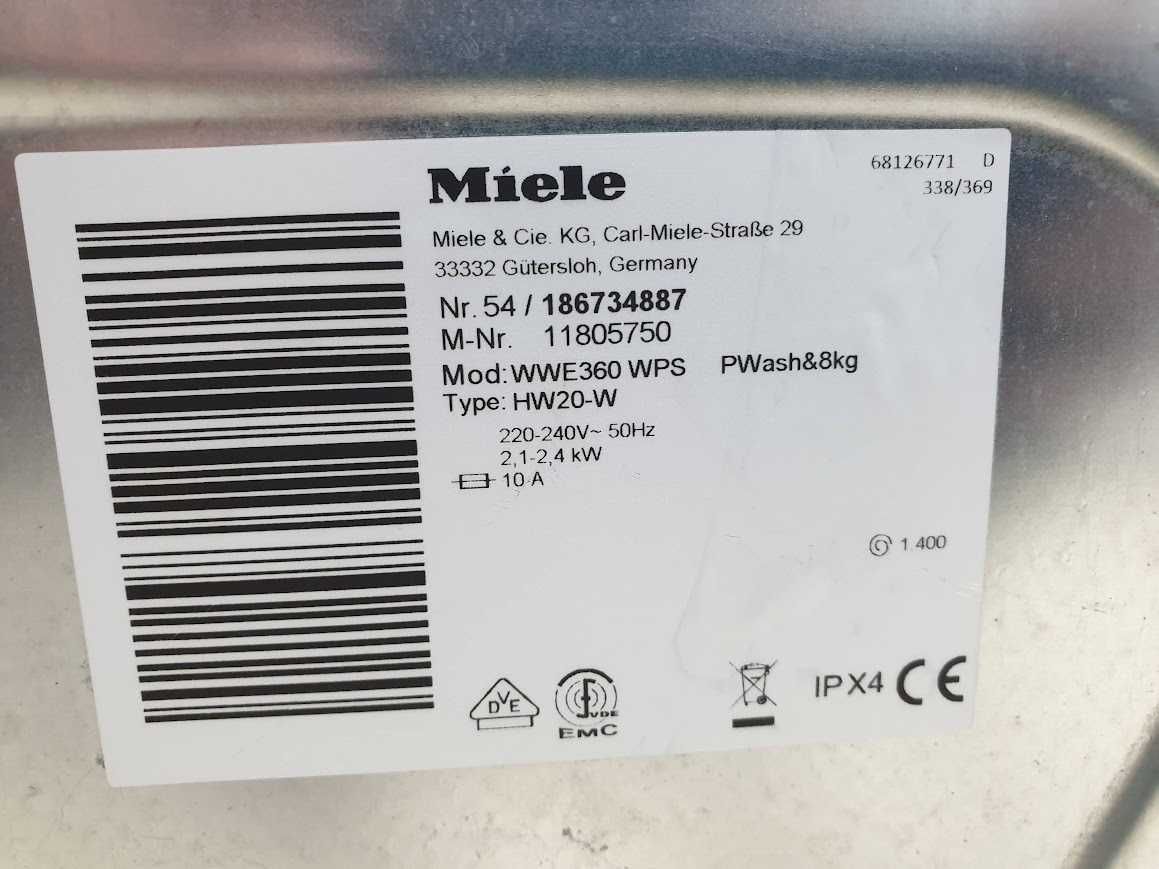 Miele
68126771 D
338/369
Miele & Cie. KG, Carl-Miele-Straße 29
33332 Gütersloh, Germany
Nr. 54 / 186734887
M-Nr. 11805750
Mod: WWE360 WPS PWash&8kg
Type: HW20-W
220-240V~ 50Hz
2,1-2,4 kW
10 A
1.400
DVE
VDE
EMC
IPX4 CE